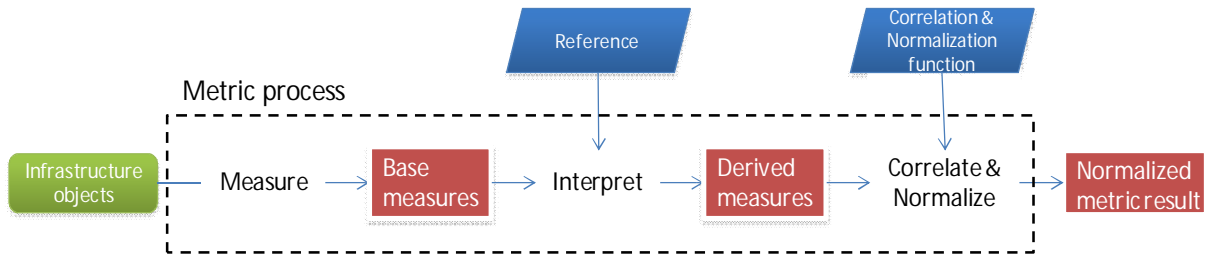 Reference
Correlation &
Normalization
function
Metric process
Infrastructure
objects
Measure
Base
measures
Interpret
Derived
measures
Correlate &
Normalize
Normalized
metric result